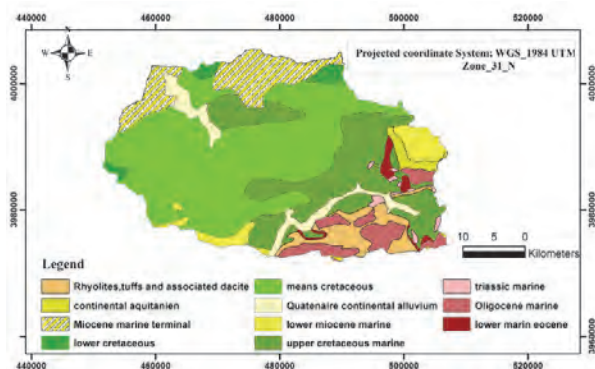 440000 460000 480000 500000 520000
N
W E
S
Projected coordinate System: WGS_1984 UTM
Zone_31_N
4000000 4000000
3980000 3980000
10 5 0
Kilometers
Legend
Rhyolites,tuffs and associated dacite means cretaceous triassic marine
continental aquitanien Quatenaire continental alluvium Oligocene marine
Miocene marine terminal lower miocene marine lower marin eocene
lower cretaceous upper cretaceous marine
3960000 3960000
440000 460000 480000 500000 520000